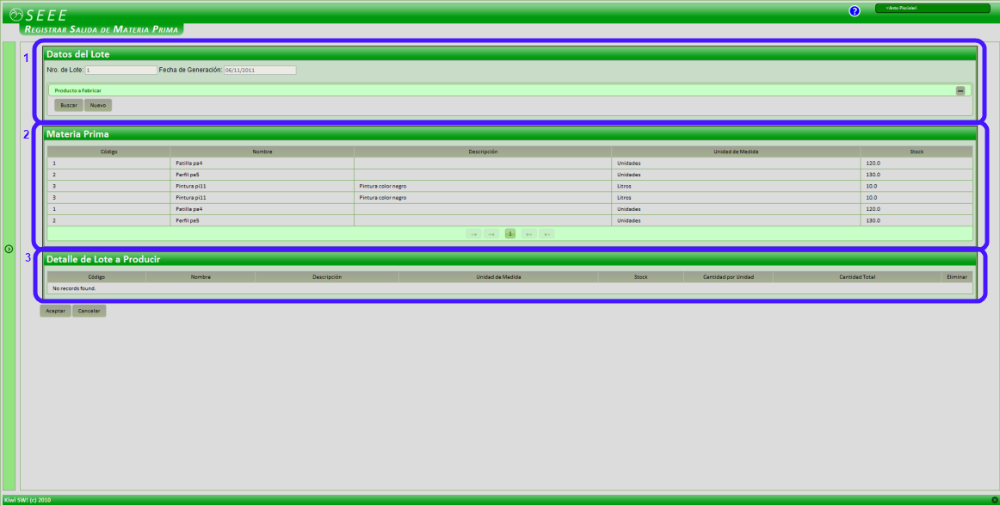 SEEE
?
+Anto Piscioleri
REGISTRAR SALIDA DE MATERIA PRIMA
1
Datos del Lote
Nro. de Lote: 1 Fecha de Generación: 06/11/2011
Producto a Fabricar
Buscar Nuevo
2
Materia Prima
Código Nombre Descripción Unidad de Medida Stock
1 Patilla pa4 Unidades 120.0
2 Perfil pe5 Unidades 130.0
3 Pintura pi11 Pintura color negro Litros 10.0
3 Pintura pi11 Pintura color negro Litros 10.0
1 Patilla pa4 Unidades 120.0
2 Perfil pe5 Unidades 130.0
1
3
Detalle de Lote a Producir
Código Nombre Descripción Unidad de Medida Stock Cantidad por Unidad Cantidad Total Eliminar
No records found.
Aceptar Cancelar
Kiwi SW! (c) 2010